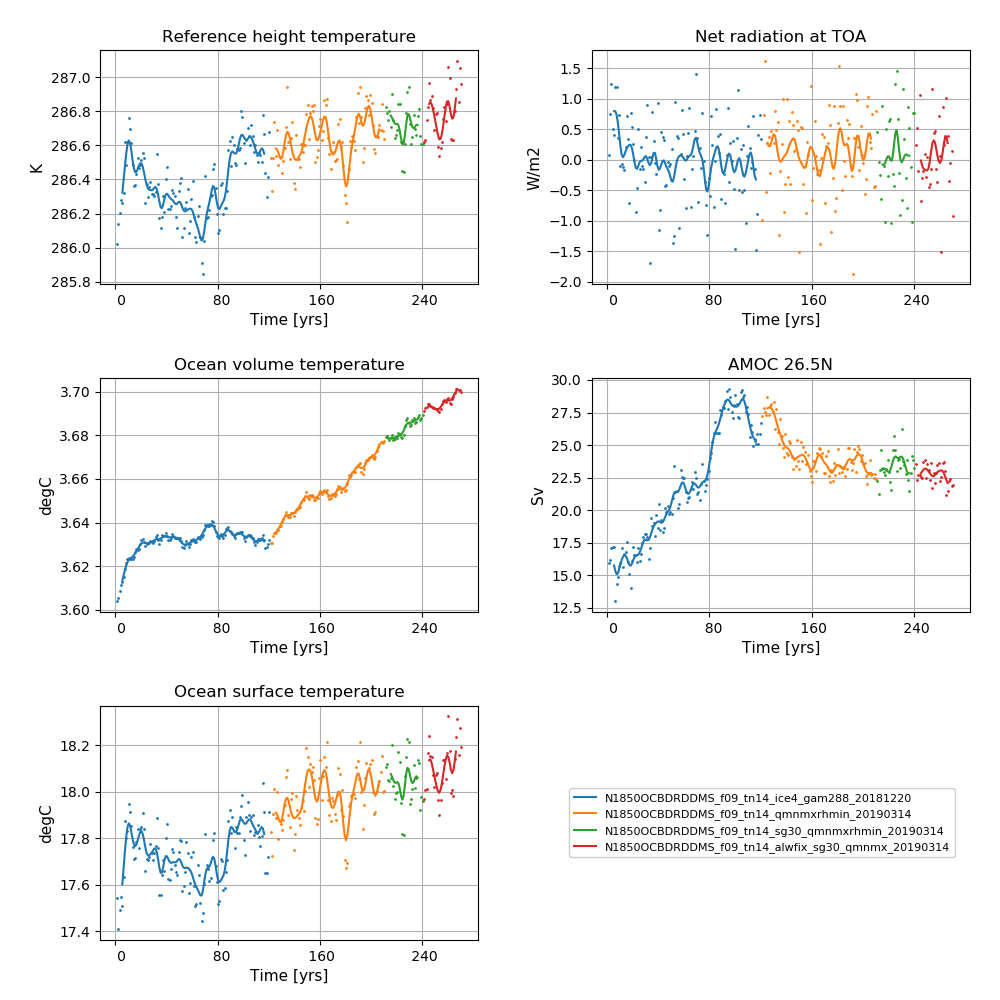 Reference height temperature
287.0
286.8
286.6
286.4
286.2
286.0
285.8
K
0
80
160
240
Time [yrs]
Net radiation at TOA
1.5
1.0
0.5
0.0
−0.5
−1.0
−1.5
−2.0
W/m2
0
80
160
240
Time [yrs]
Ocean volume temperature
3.70
3.68
3.66
3.64
3.62
3.60
degC
0
80
160
240
Time [yrs]
AMOC 26.5N
30.0
27.5
25.0
22.5
20.0
17.5
15.0
12.5
Sv
0
80
160
240
Time [yrs]
Ocean surface temperature
18.2
18.0
17.8
17.6
17.4
degC
0
80
160
240
Time [yrs]
N1850OCBDRDDMS_f09_tn14_ice4_gam288_20181220
N1850OCBDRDDMS_f09_tn14_qmnmxrhmin_20190314
N1850OCBDRDDMS_f09_tn14_sg30_qmnmxrhmin_20190314
N1850OCBDRDDMS_f09_tn14_alwfix_sg30_qmnmx_20190314